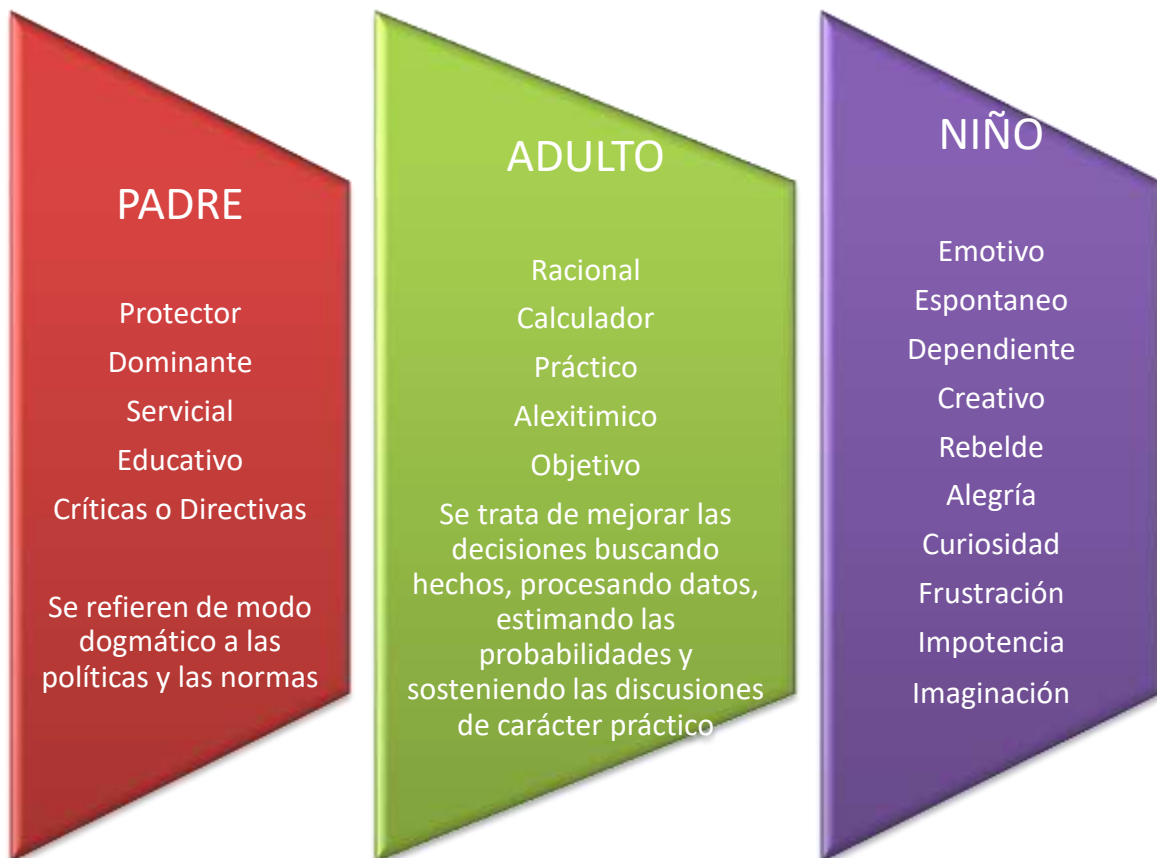 PADRE
Protector
Dominante
Servicial
Educativo
Críticas o Directivas
Se refieren de modo
dogmático a las
políticas y las normas
ADULTO
Racional
Calculador
Práctico
Alexitimico
Objetivo
Se trata de mejorar las
decisiones buscando
hechos, procesando datos,
estimando las
probabilidades y
sosteniendo las discusiones
de carácter práctico
NIÑO
Emotivo
Espontaneo
Dependiente
Creativo
Rebelde
Alegría
Curiosidad
Frustración
Impotencia
Imaginación